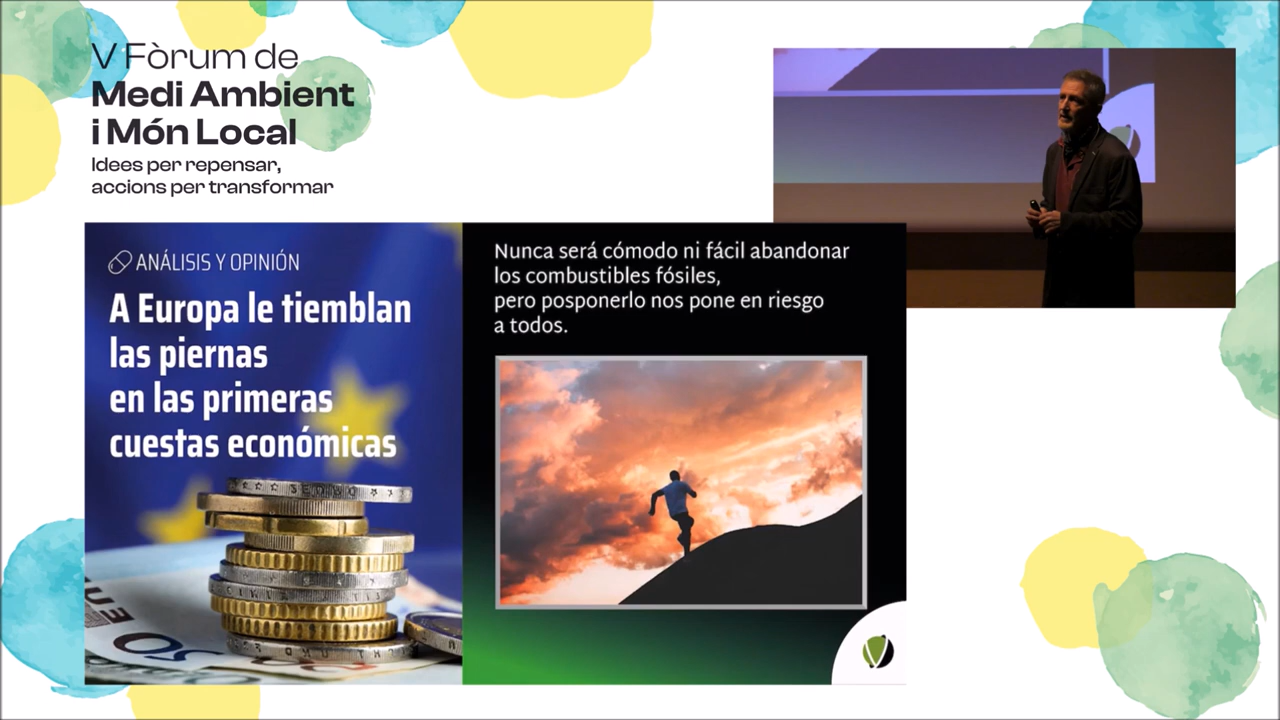 V Fòrum de
Medi Ambient
i Món Local
Idees per repensar,
accions per transformar
ANÁLISIS Y OPINIÓN
A Europa le tiemblan
las piernas
en las primeras
cuestas económicas
Nunca será cómodo ni fácil abandonar
los combustibles fósiles,
pero posponerlo nos pone en riesgo
a todos.